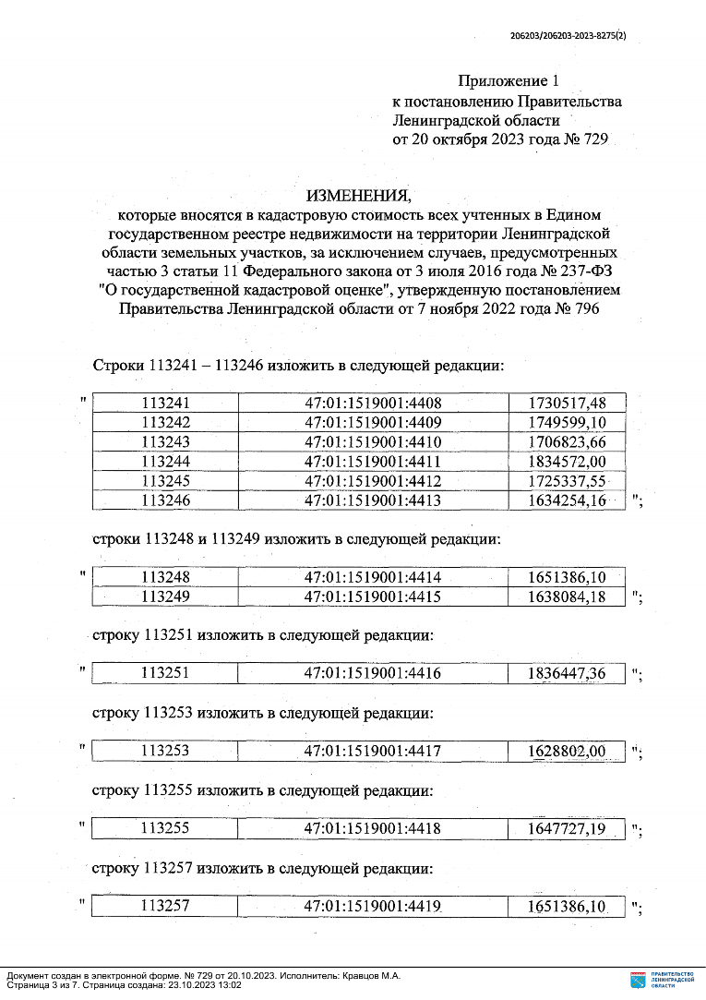 206203/206203-2023-8275(2)
Приложение 1
к постановлению Правительства
Ленинградской области
от 20 октября 2023 года № 729
ИЗМЕНЕНИЯ,
которые вносятся в кадастровую стоимость всех учтенных в Едином
государственном реестре недвижимости на территории Ленинградской
области земельных участков, за исключением случаев, предусмотренных
частью 3 статьи 11 Федерального закона от 3 июля 2016 года № 237-ФЗ
"О государственной кадастровой оценке", утвержденную постановлением
Правительства Ленинградской области от 7 ноября 2022 года № 796
Строки 113241 – 113246 изложить в следующей редакции:
" 113241 47:01:1519001:4408 1730517,48
113242 47:01:1519001:4409 1749599,10
113243 47:01:1519001:4410 1706823,66
113244 47:01:1519001:4411 1834572,00
113245 47:01:1519001:4412 1725337,55
113246 47:01:1519001:4413 1634254,16 ";
строки 113248 и 113249 изложить в следующей редакции:
" 113248 47:01:1519001:4414 1651386,10
113249 47:01:1519001:4415 1638084,18 ";
строку 113251 изложить в следующей редакции:
" 113251 47:01:1519001:4416 1836447,36 ";
строку 113253 изложить в следующей редакции:
" 113253 47:01:1519001:4417 1628802,00 ";
строку 113255 изложить в следующей редакции:
" 113255 47:01:1519001:4418 1647727,19 ";
строку 113257 изложить в следующей редакции:
" 113257 47:01:1519001:4419 1651386,10 ";
Документ создан в электронной форме. № 729 от 20.10.2023. Исполнитель: Кравцов М.А.
Страница 3 из 7. Страница создана: 23.10.2023 13:02
ПРАВИТЕЛЬСТВО
ЛЕНИНГРАДСКОЙ
ОБЛАСТИ